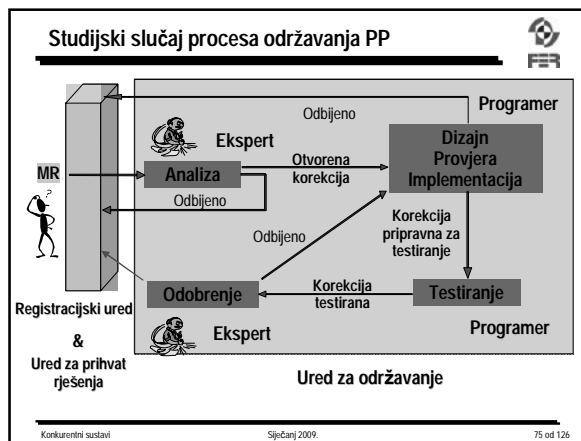 Studijski slučaj procesa održavanja PP
FER
Odbijeno
Programer
Ekspert
Dizajn
Provjera
Implementacija
MR
Analiza
Otvorena
korekcija
Odbijeno
Odbijeno
Korekcija
pripravna za
testiranje
Odobrenje
Korekcija
testirana
Testiranje
Registracijski ured
&
Ured za prihvat
rješenja
Ekspert
Programer
Ured za održavanje
Konkurentni sustavi
Siječanj 2009.
75 od 126